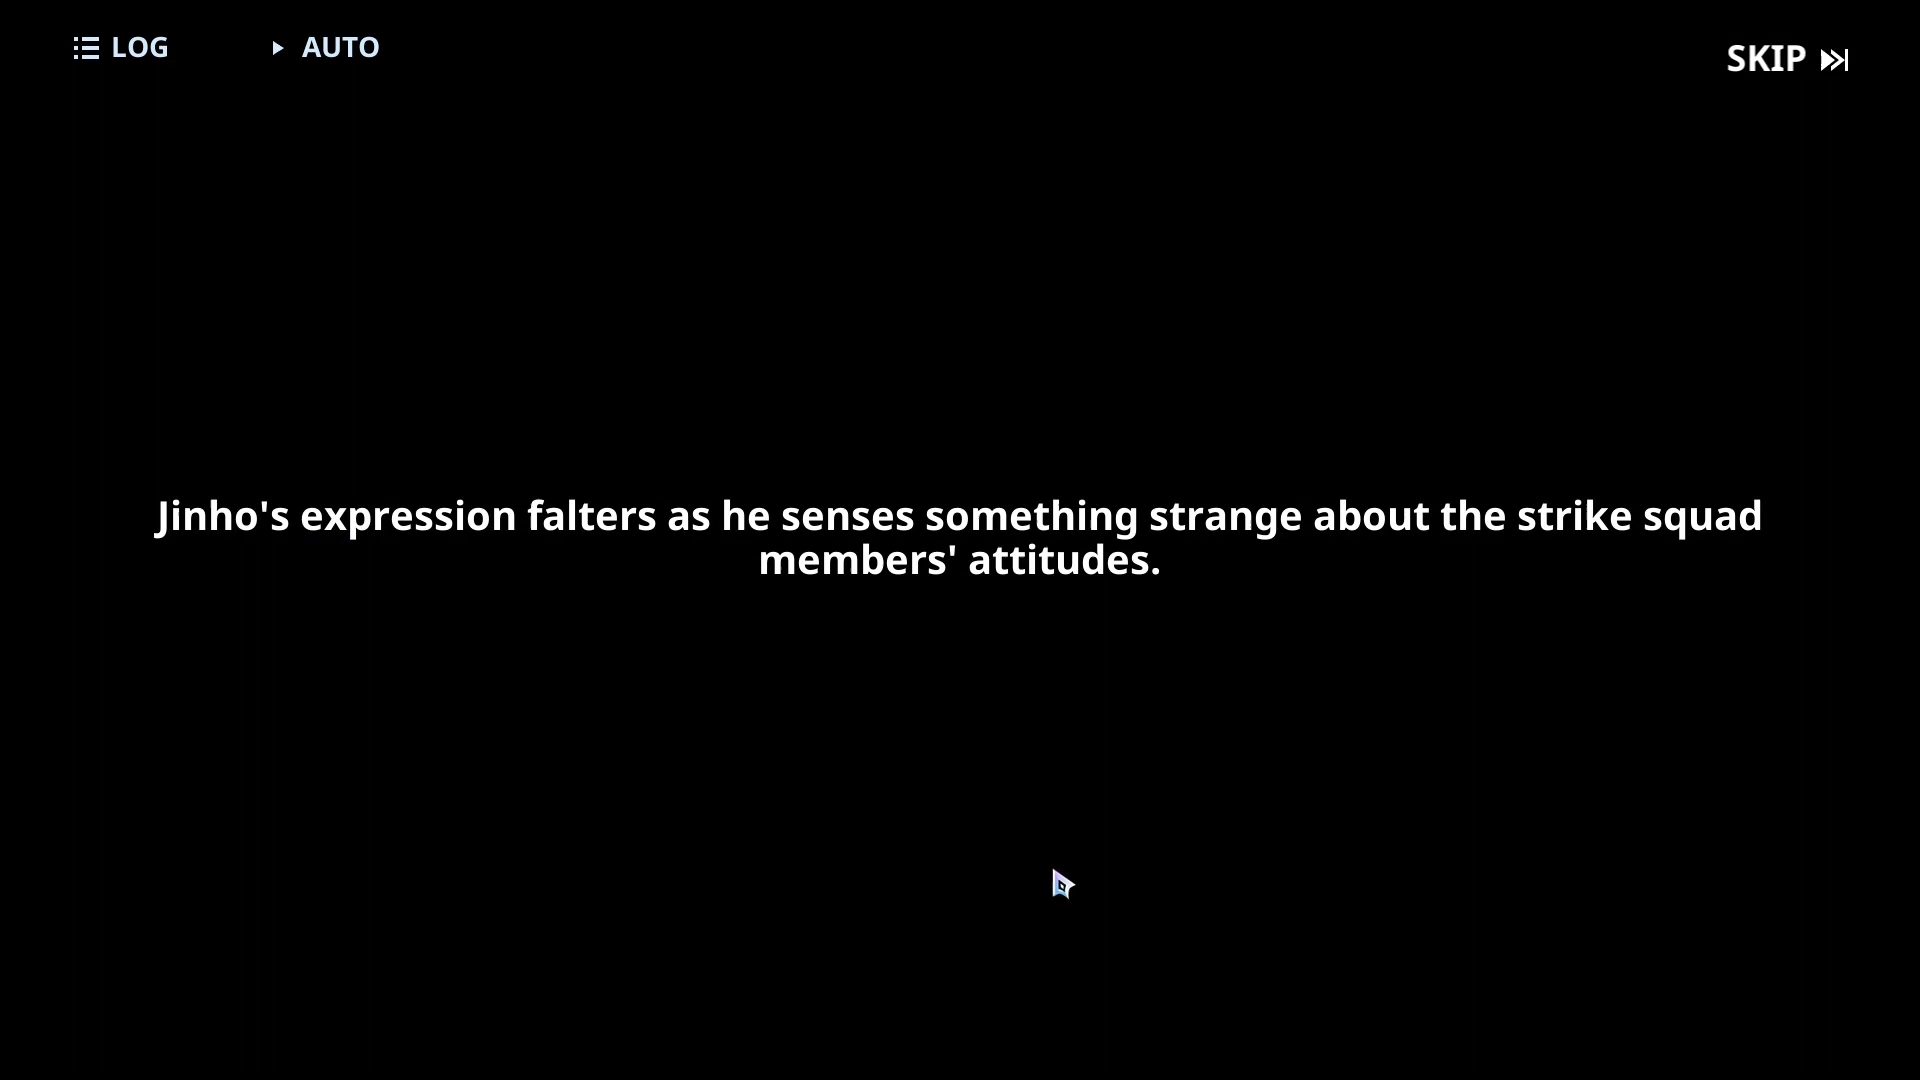 LOG
AUTO
SKIP
Jinho's expression falters as he senses something strange about the strike squad
members' attitudes.